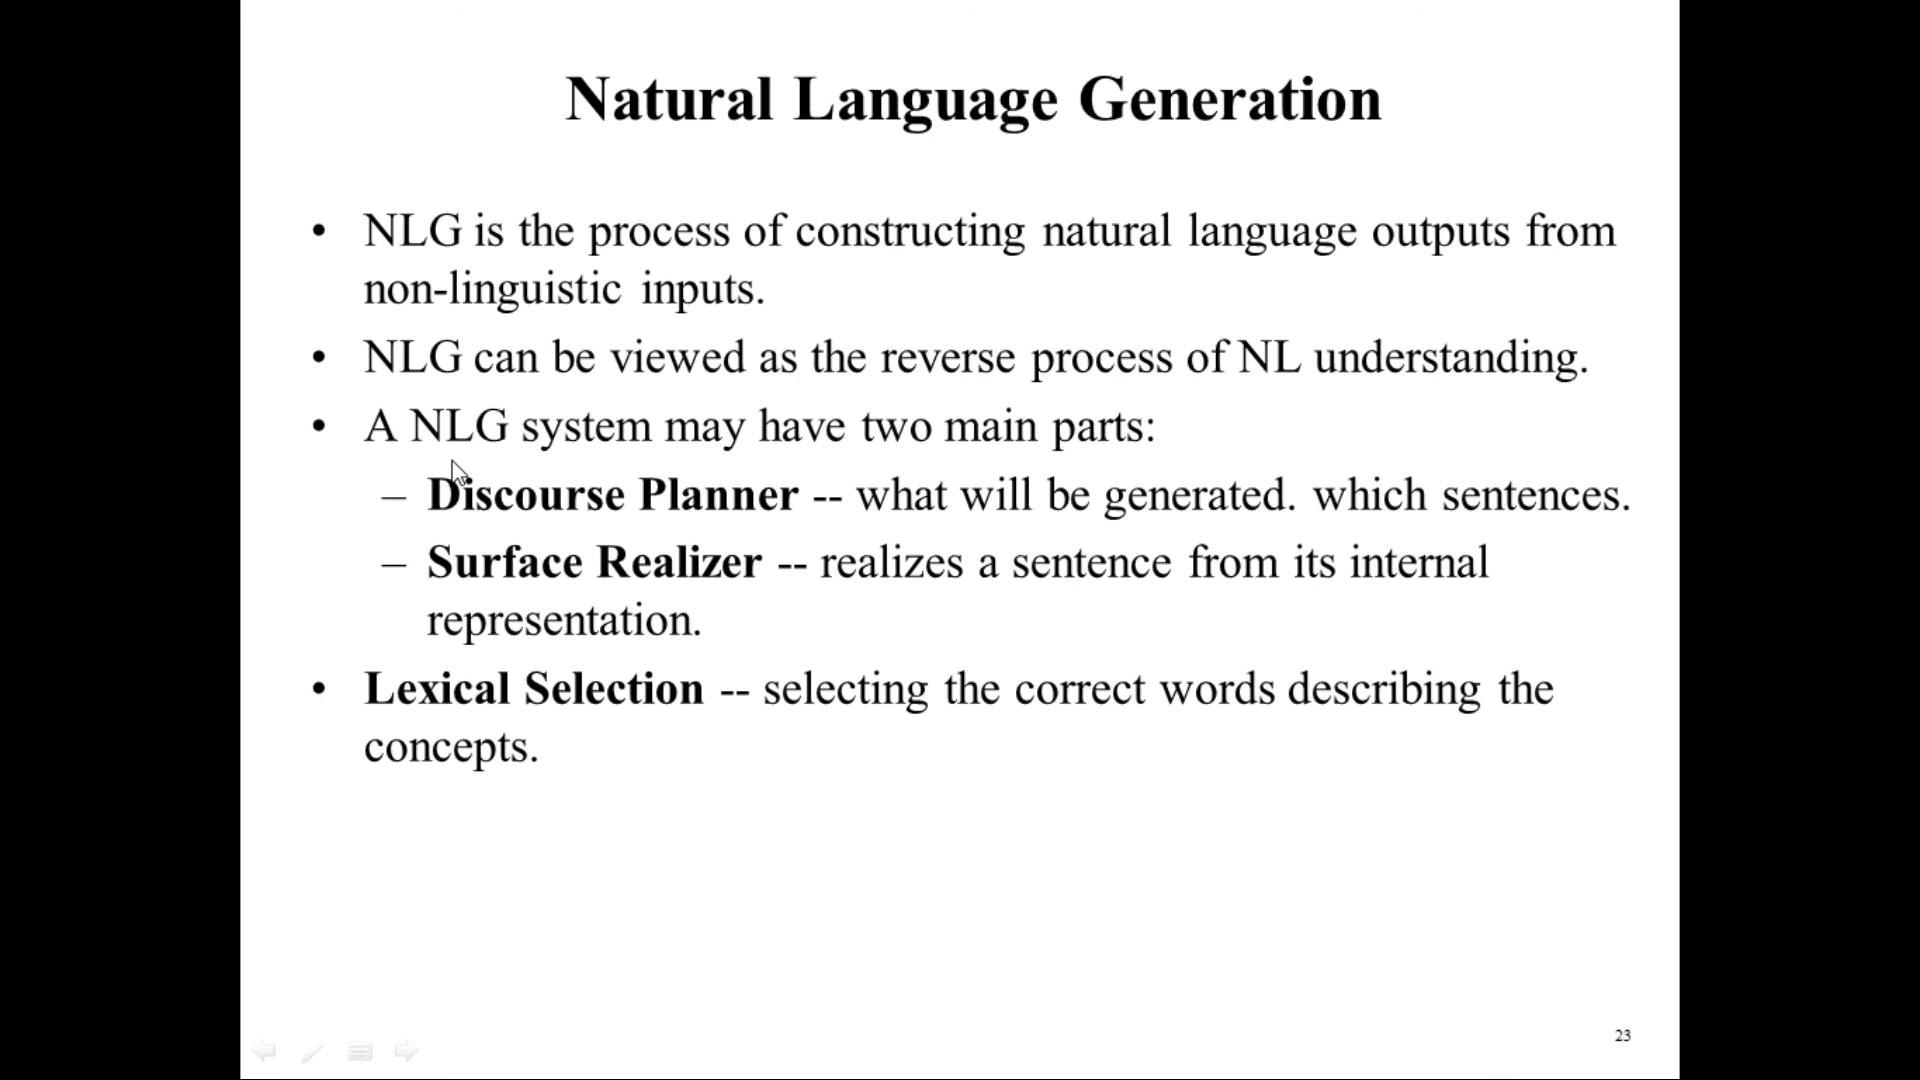 Natural Language Generation
• NLG is the process of constructing natural language outputs from
non-linguistic inputs.
• NLG can be viewed as the reverse process of NL understanding.
• A NLG system may have two main parts:
– Discourse Planner -- what will be generated. which sentences.
– Surface Realizer -- realizes a sentence from its internal
representation.
• Lexical Selection -- selecting the correct words describing the
concepts.
23